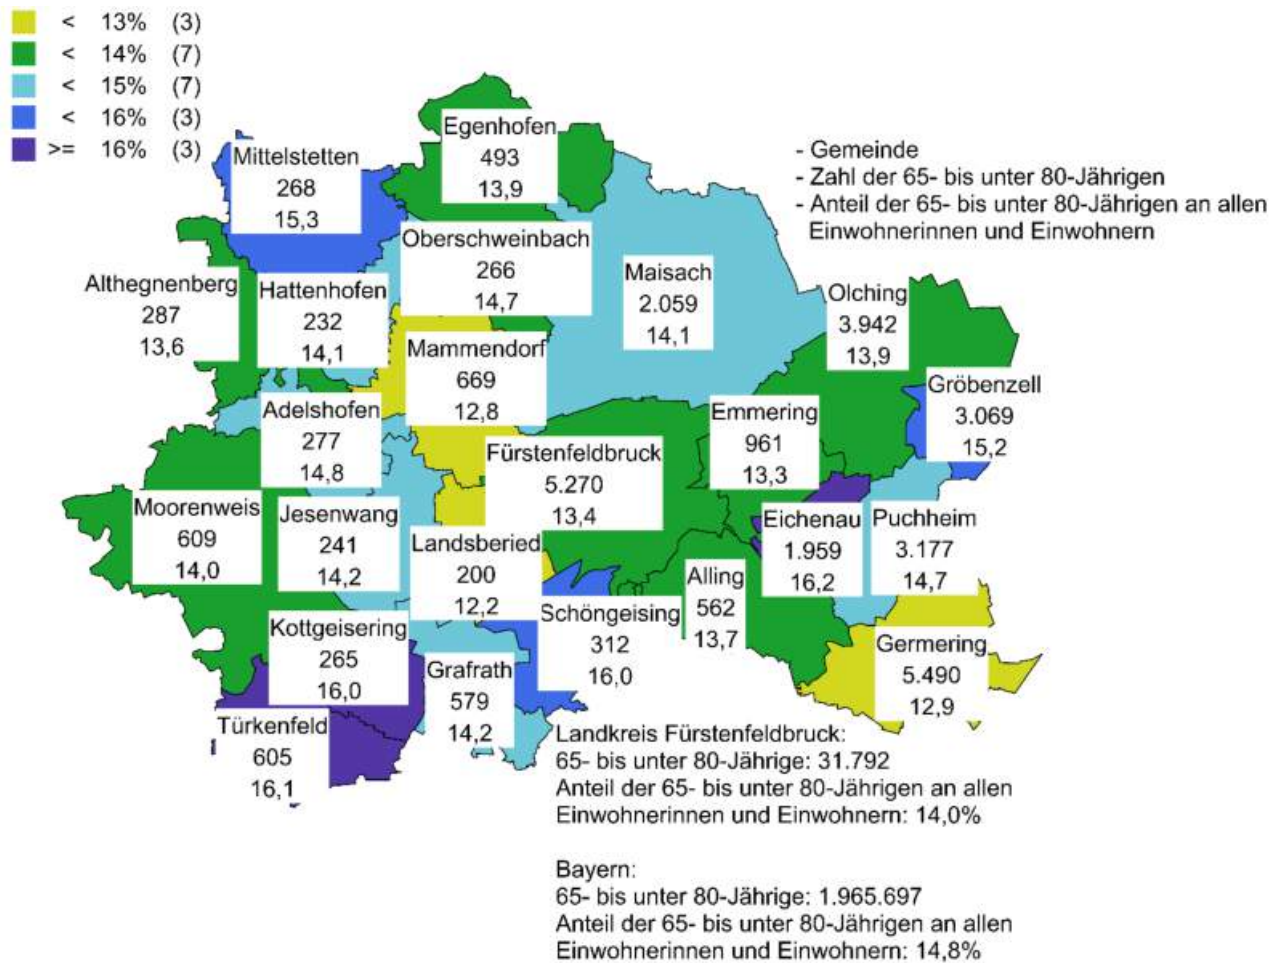 < 13% (3)
< 14% (7)
< 15% (7)
< 16% (3)
>= 16% (3)
- Gemeinde
- Zahl der 65- bis unter 80-Jährigen
- Anteil der 65- bis unter 80-Jährigen an allen
Einwohnerinnen und Einwohnern
Egenhofen
493
13,9
Mittelstetten
268
15,3
Oberschweinbach
266
14,7
Maisach
2.059
14,1
Althegnenberg
287
13,6
Hattenhofen
232
14,1
Olching
3.942
13,9
Mammendorf
669
12,8
Gröbenzell
3.069
15,2
Adelshofen
277
14,8
Emmering
961
13,3
Fürstenfeldbruck
5.270
13,4
Moorenweis
609
14,0
Jesenwang
241
14,2
Landsberied
200
12,2
Eichenau
1.959
16,2
Puchheim
3.177
14,7
Alling
562
13,7
Schöngeising
312
16,0
Kottgeisering
265
16,0
Grafrath
579
14,2
Germering
5.490
12,9
Türkenfeld
605
16,1
Landkreis Fürstenfeldbruck:
65- bis unter 80-Jährige: 31.792
Anteil der 65- bis unter 80-Jährigen an allen
Einwohnerinnen und Einwohnern: 14,0%
Bayern:
65- bis unter 80-Jährige: 1.965.697
Anteil der 65- bis unter 80-Jährigen an allen
Einwohnerinnen und Einwohnern: 14,8%